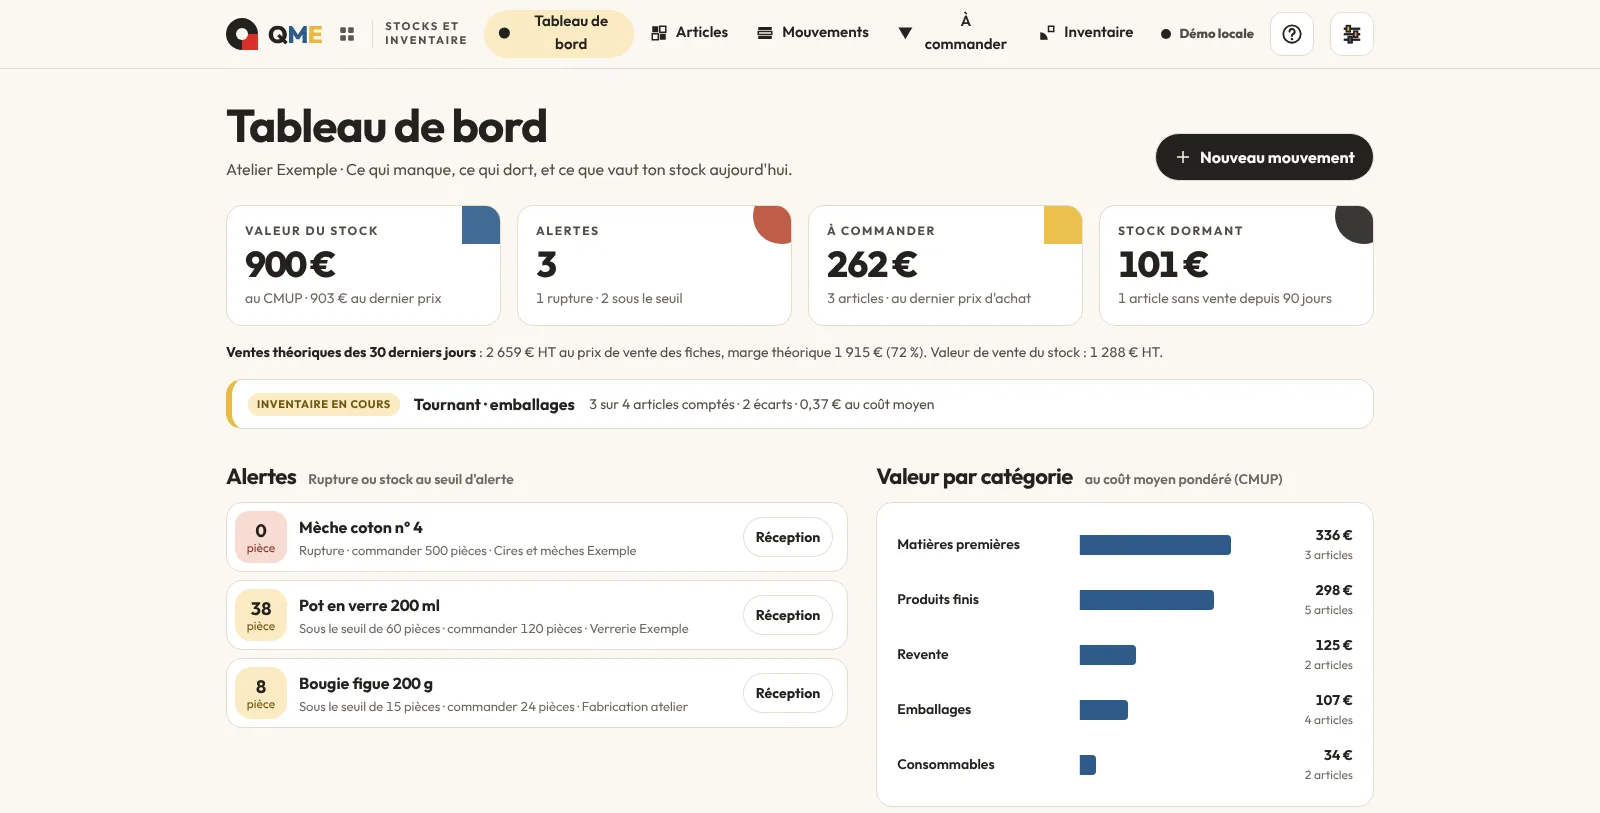 QME
STOCKS ET
INVENTAIRE
Tableau de
bord
Articles
Mouvements
À
commander
Inventaire
Démo locale
Tableau de bord
Atelier Exemple · Ce qui manque, ce qui dort, et ce que vaut ton stock aujourd'hui.
Nouveau mouvement
VALEUR DU STOCK
900 €
au CMUP · 903 € au dernier prix
ALERTES
3
1 rupture · 2 sous le seuil
À COMMANDER
262 €
3 articles · au dernier prix d'achat
STOCK DORMANT
101 €
1 article sans vente depuis 90 jours
Ventes théoriques des 30 derniers jours : 2 659 € HT au prix de vente des fiches, marge théorique 1 915 € (72 %). Valeur de vente du stock : 1 288 € HT.
INVENTAIRE EN COURS Tournant · emballages 3 sur 4 articles comptés · 2 écarts · 0,37 € au coût moyen
Alertes Rupture ou stock au seuil d'alerte
0
pièce
Mèche coton n° 4
Rupture · commander 500 pièces · Cires et mèches Exemple
Réception
38
pièce
Pot en verre 200 ml
Sous le seuil de 60 pièces · commander 120 pièces · Verrerie Exemple
Réception
8
pièce
Bougie figue 200 g
Sous le seuil de 15 pièces · commander 24 pièces · Fabrication atelier
Réception
Valeur par catégorie au coût moyen pondéré (CMUP)
Matières premières
336 €
3 articles
Produits finis
298 €
5 articles
Revente
125 €
2 articles
Emballages
107 €
4 articles
Consommables
34 €
2 articles